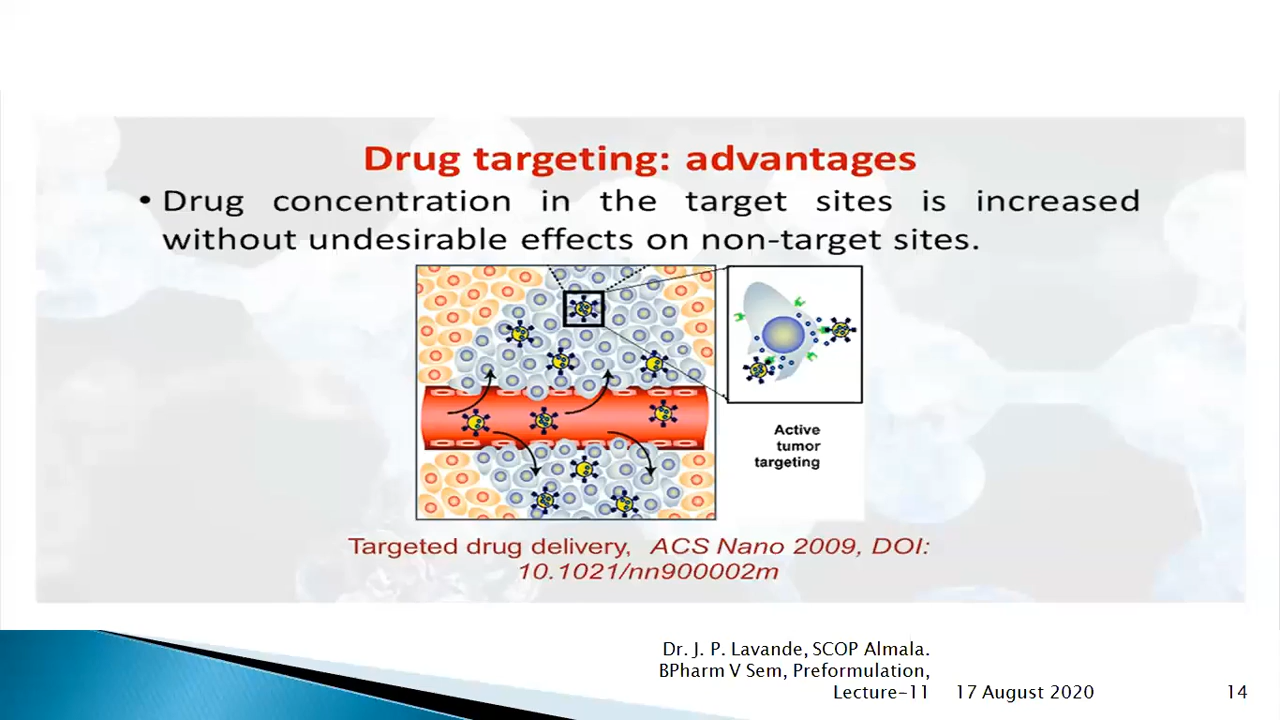 Drug targeting: advantages
• Drug concentration in the target sites is increased
without undesirable effects on non-target sites.
Active
tumor
targeting
Targeted drug delivery, ACS Nano 2009, DOI:
10.1021/nn900002m
Dr. J. P. Lavande, SCOP Almala.
BPharm V Sem, Preformulation,
Lecture-11 17 August 2020 14